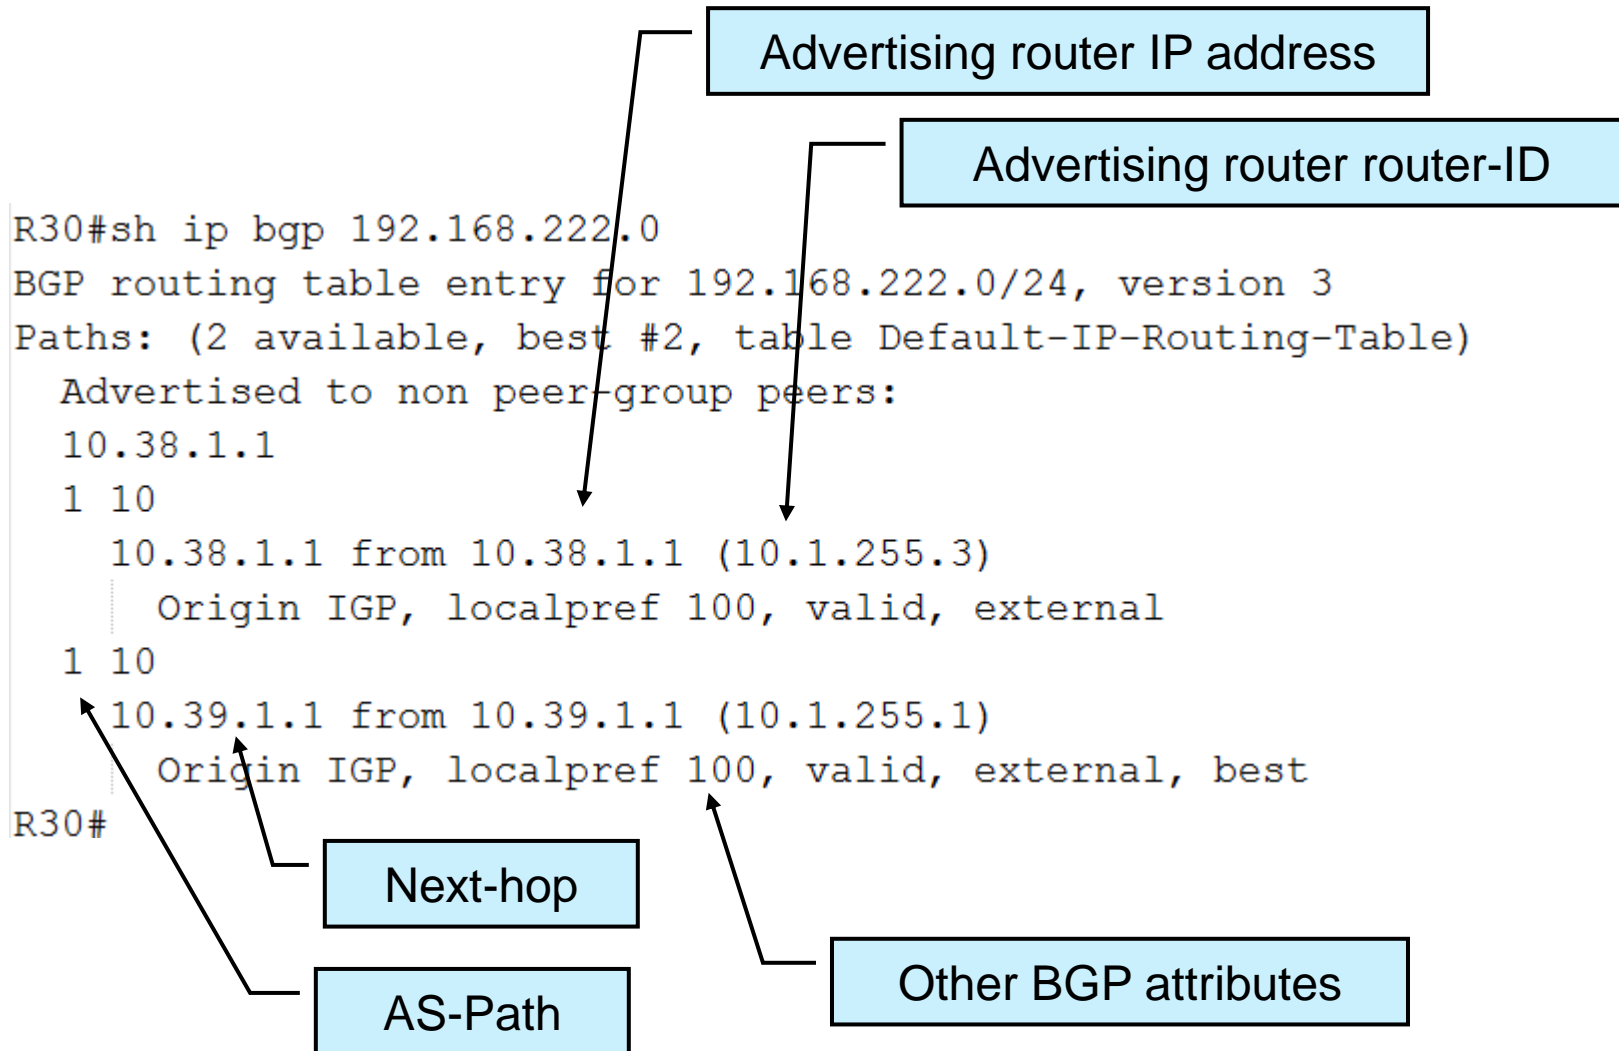 Advertising router IP address
Advertising router router-ID
R30#sh ip bgp 192.168.222.0
BGP routing table entry for 192.168.222.0/24, version 3
Paths: (2 available, best #2, table Default-IP-Routing-Table)
Advertised to non peer-group peers:
10.38.1.1
1 10
10.38.1.1 from 10.38.1.1 (10.1.255.3)
Origin IGP, localpref 100, valid, external
1 10
10.39.1.1 from 10.39.1.1 (10.1.255.1)
Origin IGP, localpref 100, valid, external, best
R30#
Next-hop
Other BGP attributes
AS-Path